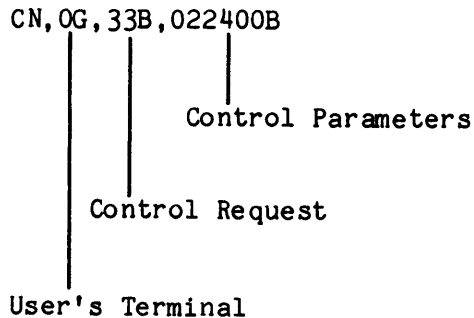 CN,0G,33B,022400B
Control Parameters
Control Request
User's Terminal